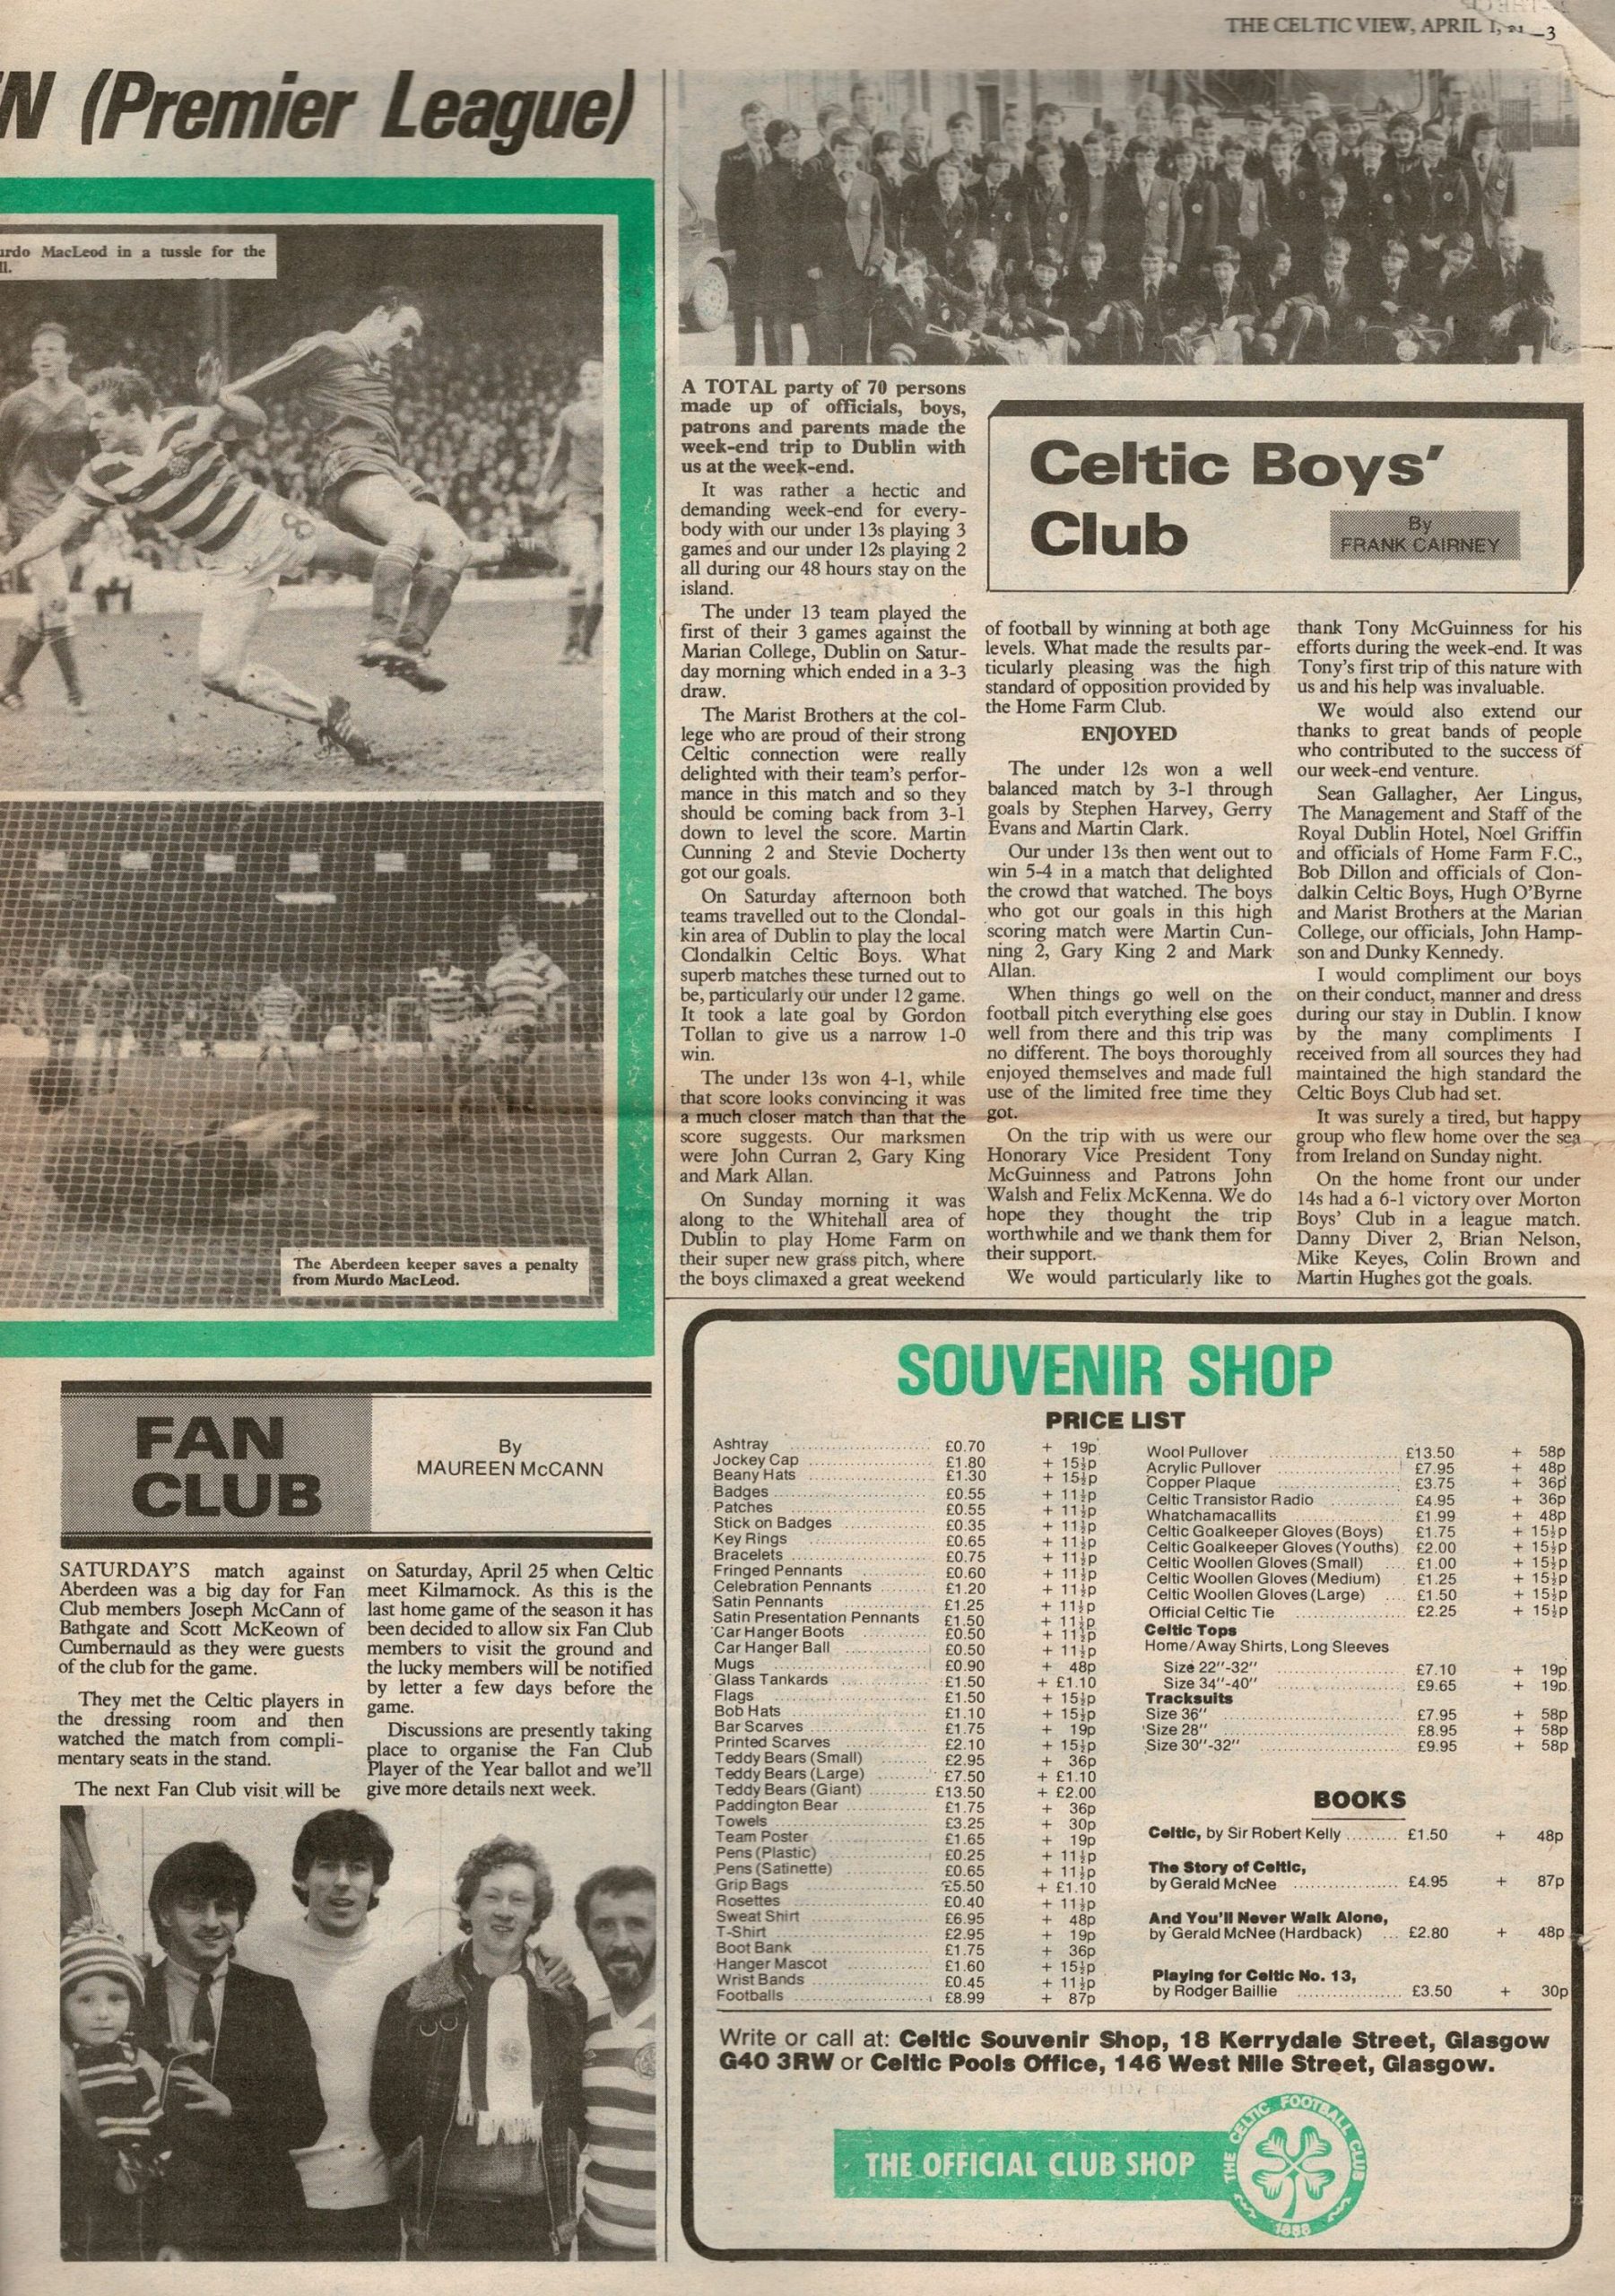 THE CELTIC VIEW, APRIL 1, —3
(Premier League)
MacLeod in a tussle for the
The Aberdeen keeper saves a penalty
from Murdo MacLeod.
FAN
CLUB
By
MAUREEN McCANN
SATURDAY'S match against
Aberdeen was a big day for Fan
Club members Joseph McCann of
Bathgate and Scott McKeown of
Cumbernauld as they were guests
of the club for the game.
They met the Celtic players in
the dressing room and then
watched the match from compli-
mentary seats in the stand.
The next Fan Club visit will be
on Saturday, April 25 when Celtic
meet Kilmarnock. As this is the
last home game of the season it has
been decided to allow six Fan Club
members to visit the ground and
the lucky members will be notified
by letter a few days before the
game.
Discussions are presently taking
place to organise the Fan Club
Player of the Year ballot and we'll
give more details next week.
Celtic Boys'
Club
By
FRANK CAIRNEY
A TOTAL party of 70 persons
made up of officials, boys,
patrons and parents made the
week-end trip to Dublin with
us at the week-end.
It was rather a hectic and
demanding week-end for every-
body with our under 13s playing 3
games and our under 12s playing 2
all during our 48 hours stay on the
island.
The under 13 team played the
first of their 3 games against the
Marian College, Dublin on Satur-
day morning which ended in a 3-3
draw.
The Marist Brothers at the col-
lege who are proud of their strong
Celtic connection were really
delighted with their team's perfor-
mance in this match and so they
should be coming back from 3-1
down to level the score. Martin
Cunning 2 and Stevie Docherty
got our goals.
On Saturday afternoon both
teams travelled out to the Clondal-
kin area of Dublin to play the local
Clondalkin Celtic Boys. What
superb matches these turned out to
be, particularly our under 12 game.
It took a late goal by Gordon
Tollan to give us a narrow 1-0
win.
The under 13s won 4-1, while
that score looks convincing it was
a much closer match than that the
score suggests. Our marksmen
were John Curran 2, Gary King
and Mark Allan.
On Sunday morning it was
along to the Whitehall area of
Dublin to play Home Farm on
their super new grass pitch, where
the boys climaxed a great weekend
of football by winning at both age
levels. What made the results par-
ticularly pleasing was the high
standard of opposition provided by
the Home Farm Club.
ENJOYED
The under 12s won a well
balanced match by 3-1 through
goals by Stephen Harvey, Gerry
Evans and Martin Clark.
Our under 13s then went out to
win 5-4 in a match that delighted
the crowd that watched. The boys
who got our goals in this high
scoring match were Martin Cun-
ning 2, Gary King 2 and Mark
Allan.
When things go well on the
football pitch everything else goes
well from there and this trip was
no different. The boys thoroughly
enjoyed themselves and made full
use of the limited free time they
got.
On the trip with us were our
Honorary Vice President Tony
McGuinness and Patrons John
Walsh and Felix McKenna. We do
hope they thought the trip
worthwhile and we thank them for
their support.
We would particularly like to
thank Tony McGuinness for his
efforts during the week-end. It was
Tony's first trip of this nature with
us and his help was invaluable.
We would also extend our
thanks to great bands of people
who contributed to the success of
our week-end venture.
Sean Gallagher, Aer Lingus,
The Management and Staff of the
Royal Dublin Hotel, Noel Griffin
and officials of Home Farm F.C.,
Bob Dillon and officials of Clon-
dalkin Celtic Boys, Hugh O'Byrne
and Marist Brothers at the Marian
College, our officials, John Hamp-
son and Dunky Kennedy.
I would compliment our boys
on their conduct, manner and dress
during our stay in Dublin. I know
by the many compliments I
received from all sources they had
maintained the high standard the
Celtic Boys Club had set.
It was surely a tired, but happy
group who flew home over the sea
from Ireland on Sunday night.
On the home front our under
14s had a 6-1 victory over Morton
Boys' Club in a league match.
Danny Diver 2, Brian Nelson,
Mike Keyes, Colin Brown and
Martin Hughes got the goals.
SOUVENIR SHOP
PRICE LIST
Ashtray £0.70 + 19p
Jockey Cap £1.80 + 15½p
Beany Hats £1.30 + 15½p
Badges £0.55 + 11½p
Patches £0.55 + 11½p
Stick on Badges £0.35 + 11½p
Key Rings £0.65 + 11½p
Bracelets £0.75 + 11½p
Fringed Pennants £0.60 + 11½p
Celebration Pennants £1.20 + 11½p
Satin Pennants £1.25 + 11½p
Satin Presentation Pennants £1.50 + 11½p
Car Hanger Boots £0.50 + 11½p
Car Hanger Ball £0.50 + 11½p
Mugs £0.90 + 48p
Glass Tankards £1.50 + £1.10
Flags £1.50 + 15½p
Bob Hats £1.10 + 15½p
Bar Scarves £1.75 + 19p
Printed Scarves £2.10 + 15½p
Teddy Bears (Small) £2.95 + 36p
Teddy Bears (Large) £7.50 + £1.10
Teddy Bears (Giant) £13.50 + £2.00
Paddington Bear £1.75 + 36p
Towels £3.25 + 30p
Team Poster £1.65 + 19p
Pens (Plastic) £0.25 + 11½p
Pens (Satinette) £0.65 + 11½p
Grip Bags £5.50 + £1.10
Rosettes £0.40 + 11½p
Sweat Shirt £6.95 + 48p
T-Shirt £2.95 + 19p
Boot Bank £1.75 + 36p
Hanger Mascot £1.60 + 15½p
Wrist Bands £0.45 + 11½p
Footballs £8.99 + 87p
Wool Pullover £13.50 + 58p
Acrylic Pullover £7.95 + 48p
Copper Plaque £3.75 + 36p
Celtic Transistor Radio £4.95 + 36p
Whatchamacallits £1.99 + 48p
Celtic Goalkeeper Gloves (Boys) £1.75 + 15½p
Celtic Goalkeeper Gloves (Youths) £2.00 + 15½p
Celtic Woollen Gloves (Small) £1.00 + 15½p
Celtic Woollen Gloves (Medium) £1.25 + 15½p
Celtic Woollen Gloves (Large) £1.50 + 15½p
Official Celtic Tie £2.25 + 15½p
Celtic Tops
Home/Away Shirts, Long Sleeves
Size 22"-32" £7.10 + 19p
Size 34"-40" £9.65 + 19p
Tracksuits
Size 36" £7.95 + 58p
Size 28" £8.95 + 58p
Size 30"-32" £9.95 + 58p
BOOKS
Celtic, by Sir Robert Kelly £1.50 + 48p
The Story of Celtic,
by Gerald McNee £4.95 + 87p
And You'll Never Walk Alone,
by Gerald McNee (Hardback) £2.80 + 48p
Playing for Celtic No. 13,
by Rodger Baillie £3.50 + 30p
Write or call at: Celtic Souvenir Shop, 18 Kerrydale Street, Glasgow
G40 3RW or Celtic Pools Office, 146 West Nile Street, Glasgow.
THE OFFICIAL CLUB SHOP
THE CELTIC FOOTBALL CLUB
1888